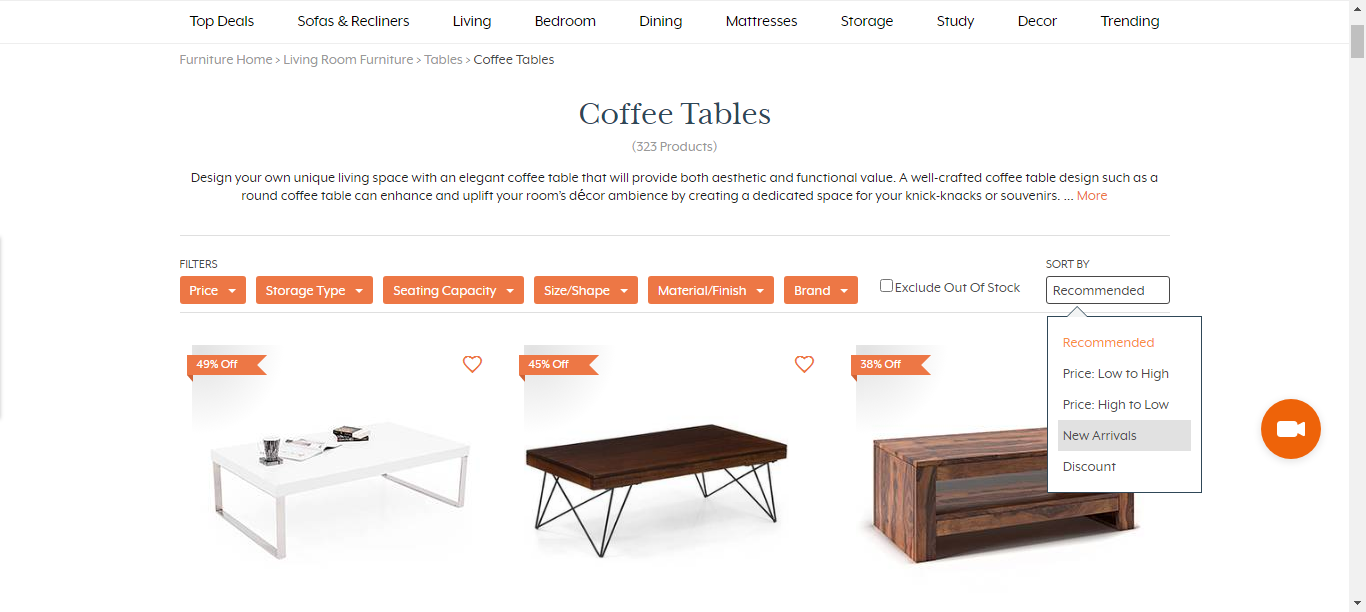 Top Deals Sofas & Recliners Living Bedroom Dining Mattresses Storage Study Decor Trending
Furniture Home > Living Room Furniture > Tables > Coffee Tables
Coffee Tables
(323 Products)
Design your own unique living space with an elegant coffee table that will provide both aesthetic and functional value. A well-crafted coffee table design such as a
round coffee table can enhance and uplift your room's décor ambience by creating a dedicated space for your knick-knacks or souvenirs. ... More
FILTERS SORT BY
Price Storage Type Seating Capacity Size/Shape Material/Finish Brand Exclude Out Of Stock Recommended
Recommended
Price: Low to High
Price: High to Low
New Arrivals
Discount
49% Off 45% Off 38% Off